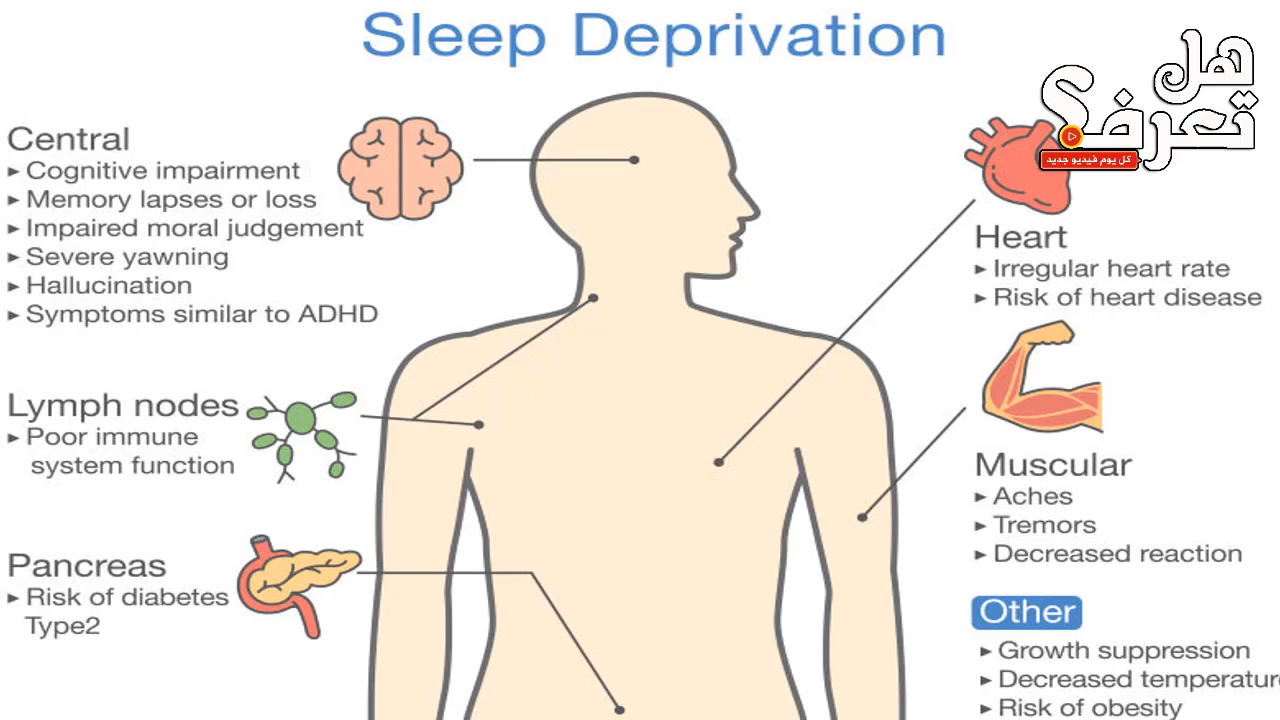 Sleep Deprivation
هل
تعرف؟
كل يوم فيديو جديد
Central
▸ Cognitive impairment
▸ Memory lapses or loss
▸ Impaired moral judgement
▸ Severe yawning
▸ Hallucination
▸ Symptoms similar to ADHD
Lymph nodes
▸ Poor immune
system function
Pancreas
▸ Risk of diabetes
Type2
Heart
▸ Irregular heart rate
▸ Risk of heart disease
Muscular
▸ Aches
▸ Tremors
▸ Decreased reaction
Other
▸ Growth suppression
▸ Decreased temperatur
▸ Risk of obesity